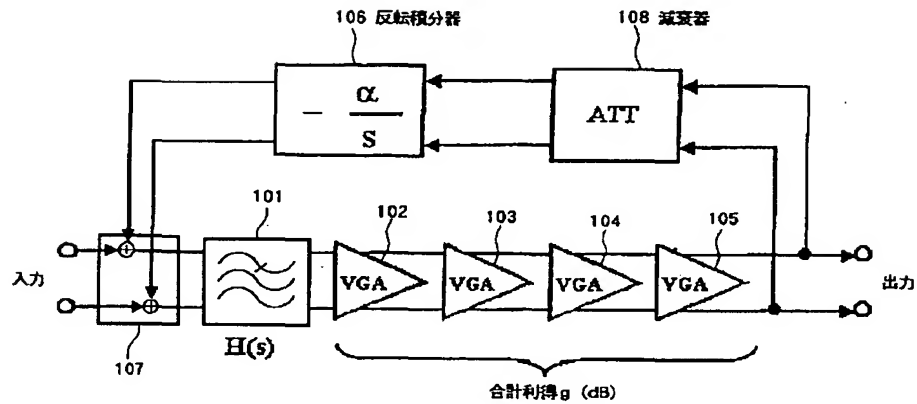 106 反転積分器
108 減衰器
− α/S
ATT
101
102
103
104
105
入力
VGA
VGA
VGA
VGA
出力
H(s)
107
合計利得g (dB)